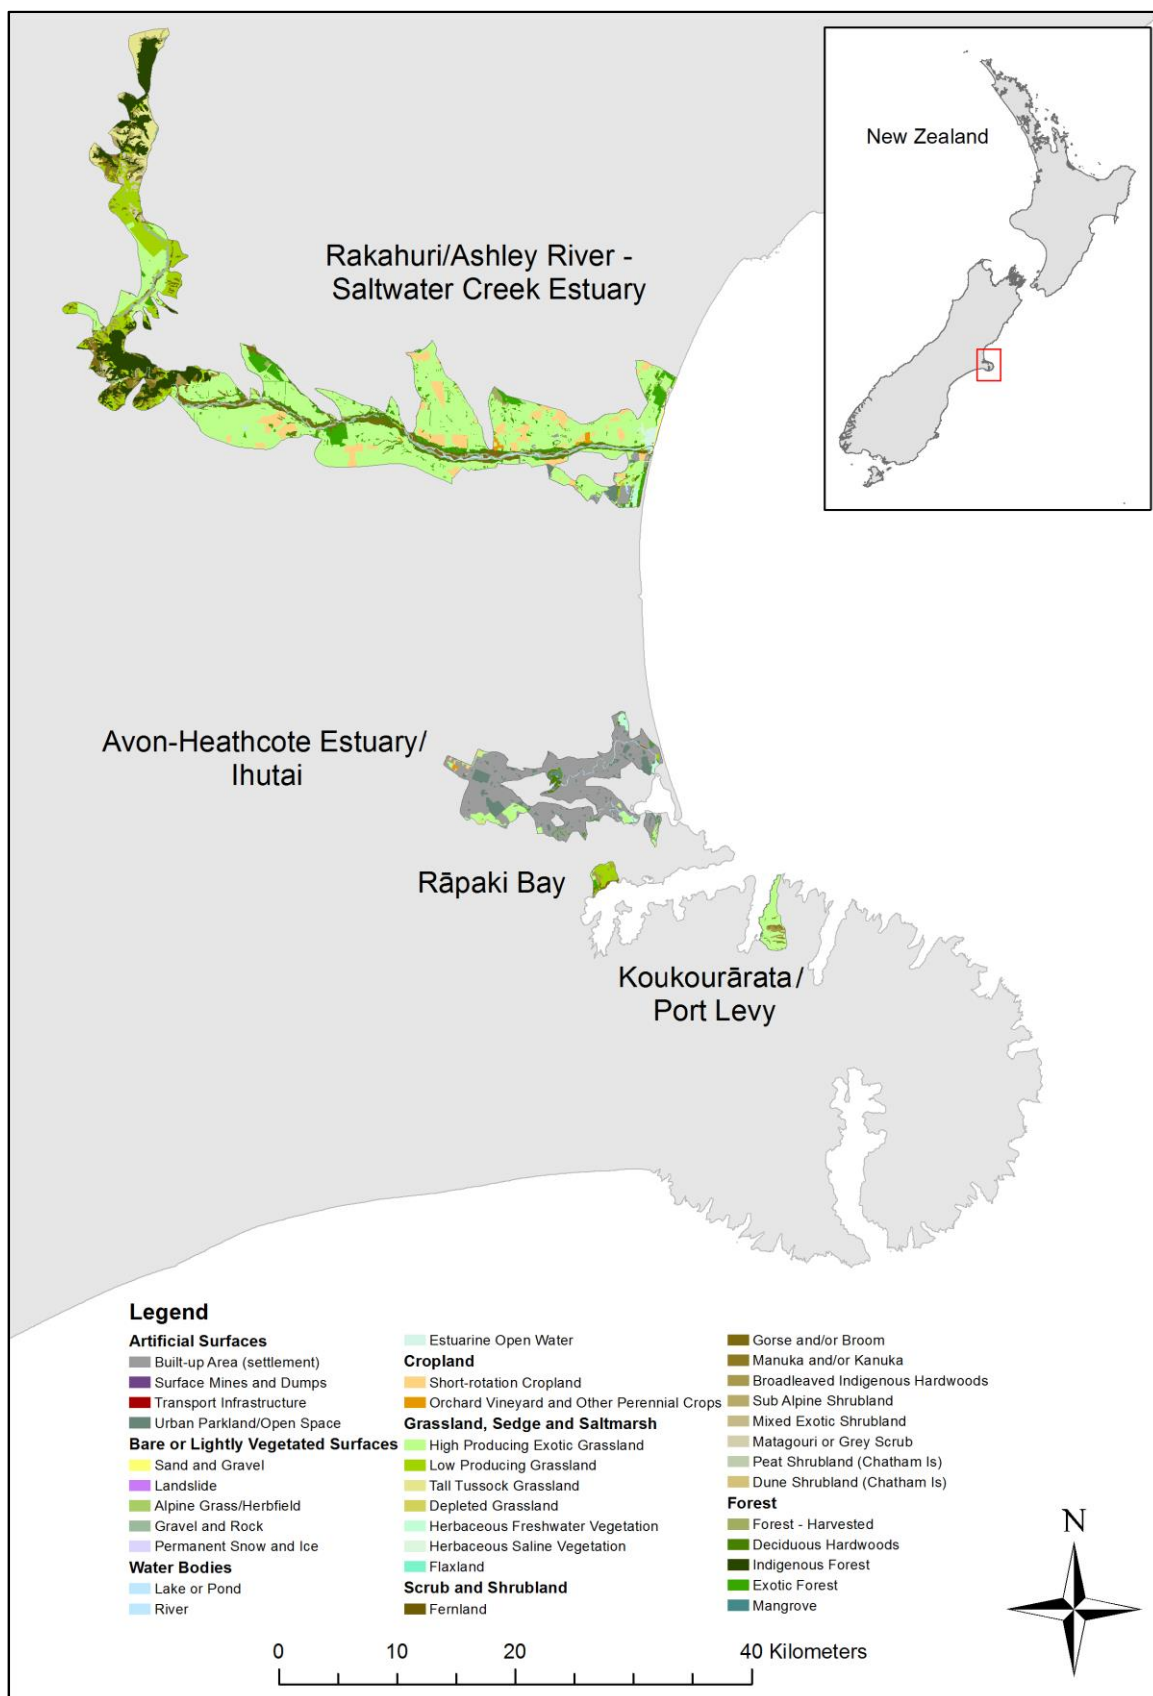 New Zealand
Rakahuri/Ashley River -
Saltwater Creek Estuary
Avon-Heathcote Estuary/
Ihutai
Rāpaki Bay
Koukourārata/
Port Levy
Legend
Artificial Surfaces
Built-up Area (settlement)
Surface Mines and Dumps
Transport Infrastructure
Urban Parkland/Open Space
Bare or Lightly Vegetated Surfaces
Sand and Gravel
Landslide
Alpine Grass/Herbfield
Gravel and Rock
Permanent Snow and Ice
Water Bodies
Lake or Pond
River
Estuarine Open Water
Cropland
Short-rotation Cropland
Orchard Vineyard and Other Perennial Crops
Grassland, Sedge and Saltmarsh
High Producing Exotic Grassland
Low Producing Grassland
Tall Tussock Grassland
Depleted Grassland
Herbaceous Freshwater Vegetation
Herbaceous Saline Vegetation
Flaxland
Scrub and Shrubland
Fernland
Gorse and/or Broom
Manuka and/or Kanuka
Broadleaved Indigenous Hardwoods
Sub Alpine Shrubland
Mixed Exotic Shrubland
Matagouri or Grey Scrub
Peat Shrubland (Chatham Is)
Dune Shrubland (Chatham Is)
Forest
Forest - Harvested
Deciduous Hardwoods
Indigenous Forest
Exotic Forest
Mangrove
N
0 10 20 40 Kilometers